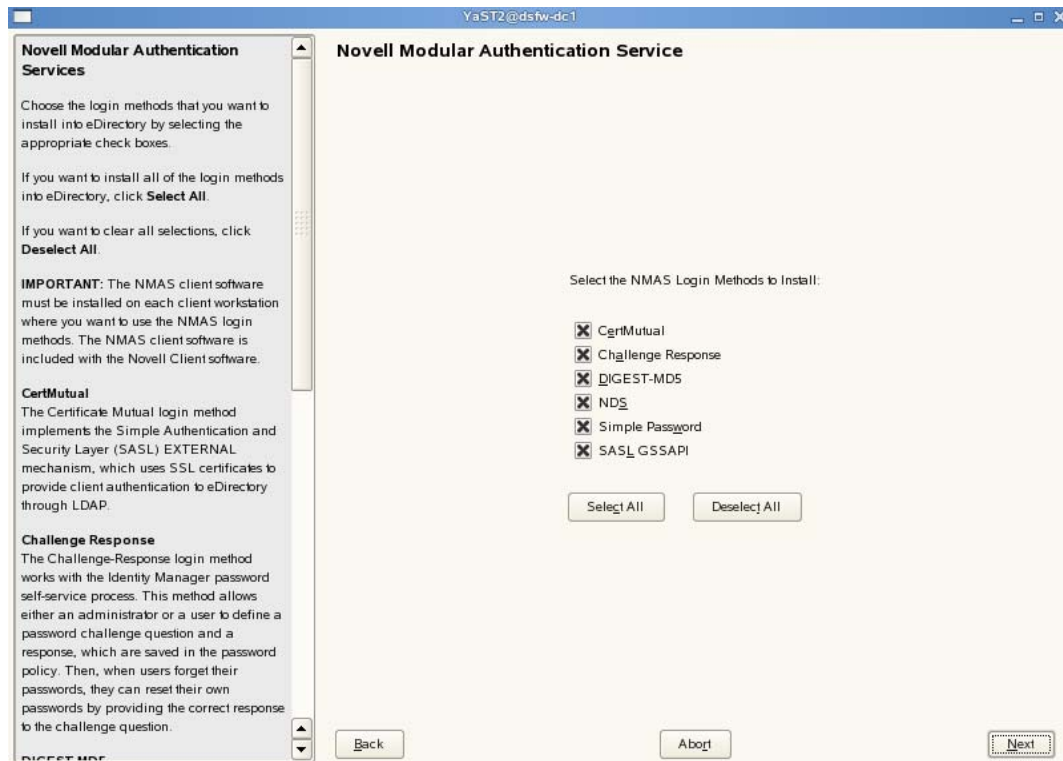 YaST2@dsfw-dc1
Novell Modular Authentication
Services
Choose the login methods that you want to
install into eDirectory by selecting the
appropriate check boxes.
If you want to install all of the login methods
into eDirectory, click Select All.
If you want to clear all selections, click
Deselect All.
IMPORTANT: The NMAS client software
must be installed on each client workstation
where you want to use the NMAS login
methods. The NMAS client software is
included with the Novell Client software.
CertMutual
The Certificate Mutual login method
implements the Simple Authentication and
Security Layer (SASL) EXTERNAL
mechanism, which uses SSL certificates to
provide client authentication to eDirectory
through LDAP.
Challenge Response
The Challenge-Response login method
works with the Identity Manager password
self-service process. This method allows
either an administrator or a user to define a
password challenge question and a
response, which are saved in the password
policy. Then, when users forget their
passwords, they can reset their own
passwords by providing the correct response
to the challenge question.
DIGEST-MD5
Novell Modular Authentication Service
Select the NMAS Login Methods to Install:
CertMutual
Challenge Response
DIGEST-MD5
NDS
Simple Password
SASL GSSAPI
Select All
Deselect All
Back
Abort
Next